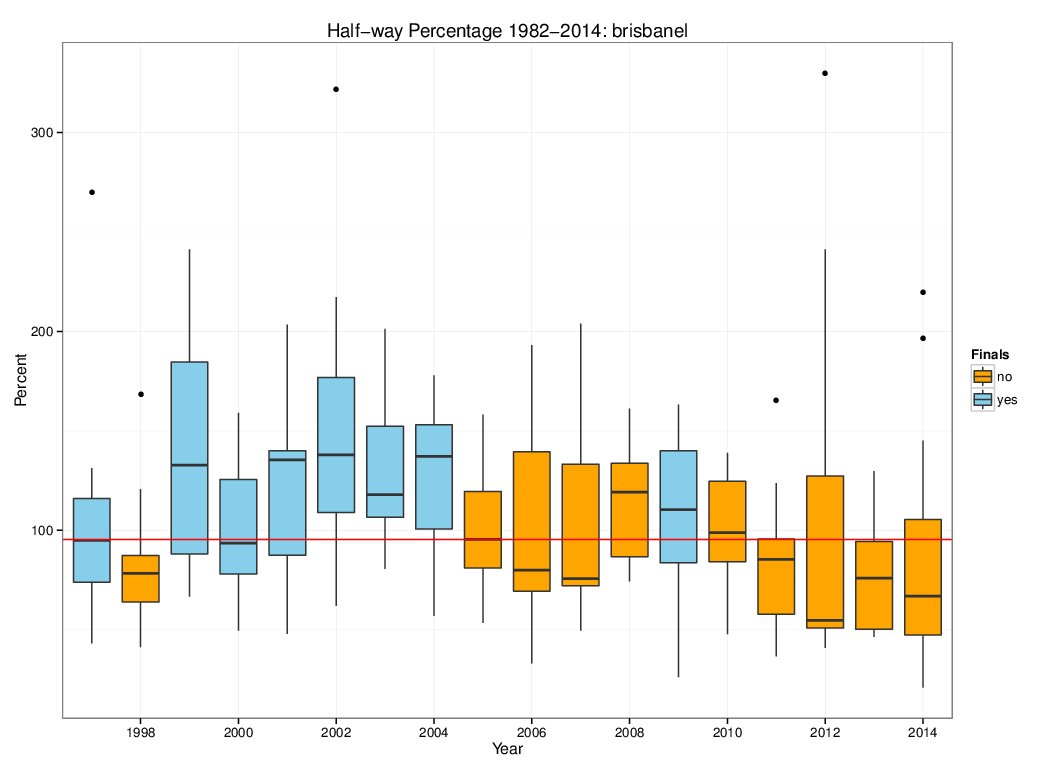 Half−way Percentage 1982−2014: brisbanel
300
200
100
Percent
1998 2000 2002 2004 2006 2008 2010 2012 2014
Year
Finals
no
yes